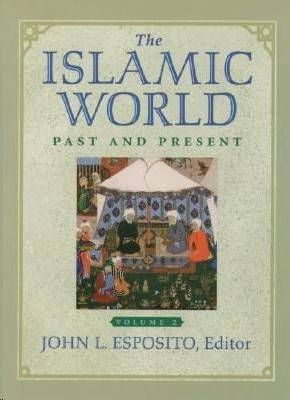 The
ISLAMIC
WORLD
PAST AND PRESENT
VOLUME 2
JOHN L. ESPOSITO, Editor